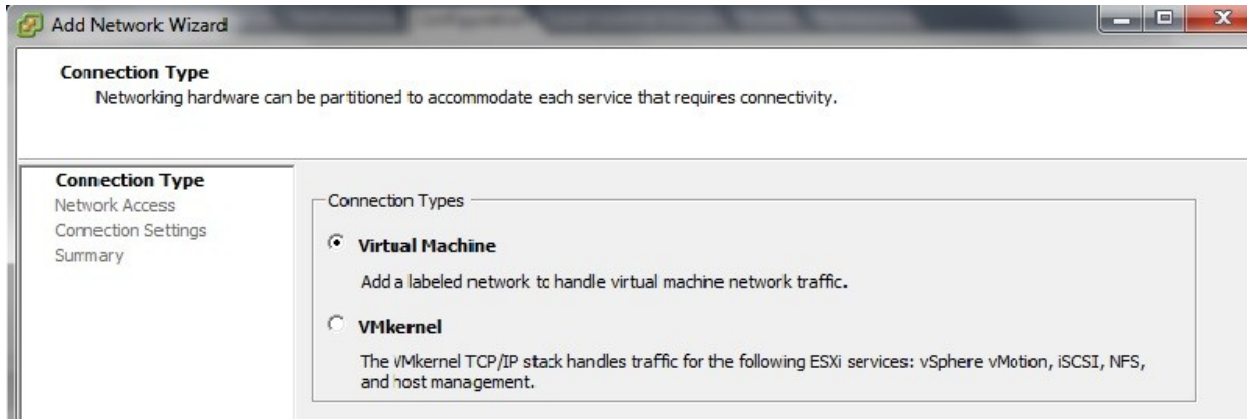 Add Network Wizard
Connection Type
Networking hardware can be partitioned to accommodate each service that requires connectivity.
Connection Type
Network Access
Connection Settings
Summary
Connection Types
Virtual Machine
Add a labeled network to handle virtual machine network traffic.
VMkernel
The VMkernel TCP/IP stack handles traffic for the following ESXi services: vSphere vMotion, iSCSI, NFS,
and host management.